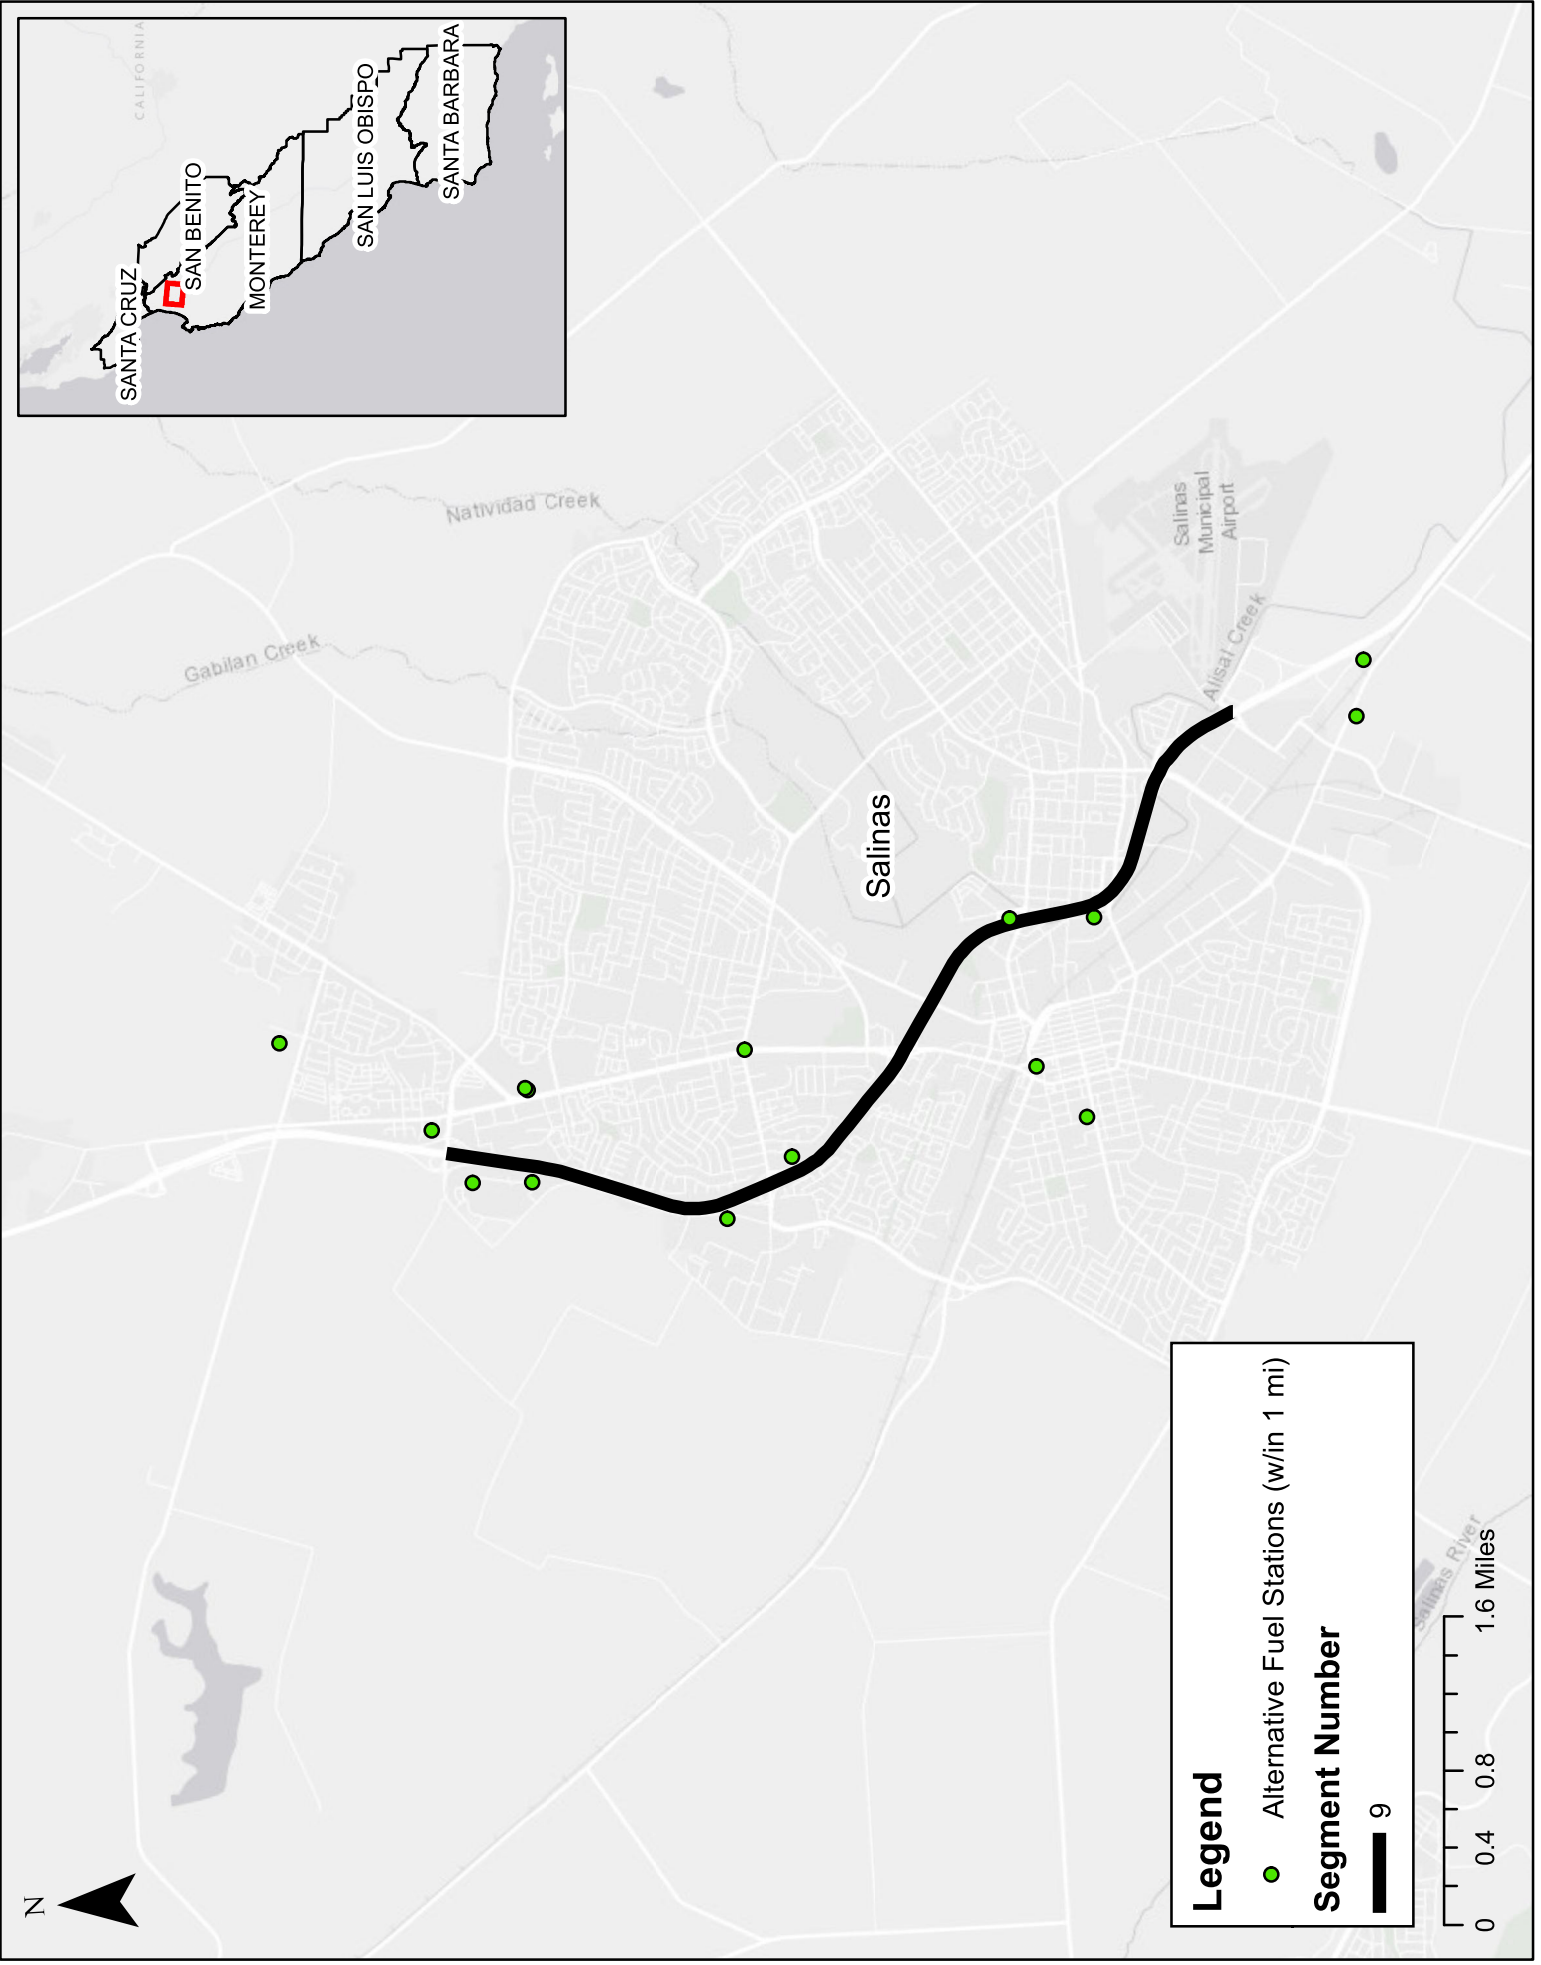 N
CALIFORNIA
SANTA CRUZ
SAN BENITO
MONTEREY
SAN LUIS OBISPO
SANTA BARBARA
Gabilan Creek
Natividad Creek
Salinas
Salinas
Municipal
Airport
Alisal Creek
Legend
Alternative Fuel Stations (w/in 1 mi)
Segment Number
9
Salinas River
0 0.4 0.8 1.6 Miles